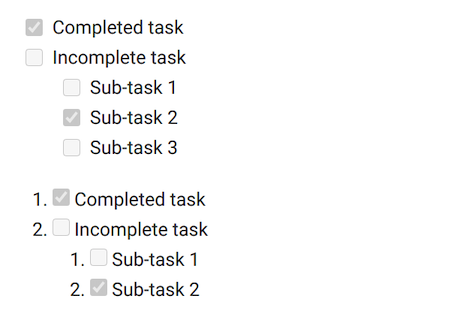 Completed task
Incomplete task
Sub-task 1
Sub-task 2
Sub-task 3
1. Completed task
2. Incomplete task
1. Sub-task 1
2. Sub-task 2